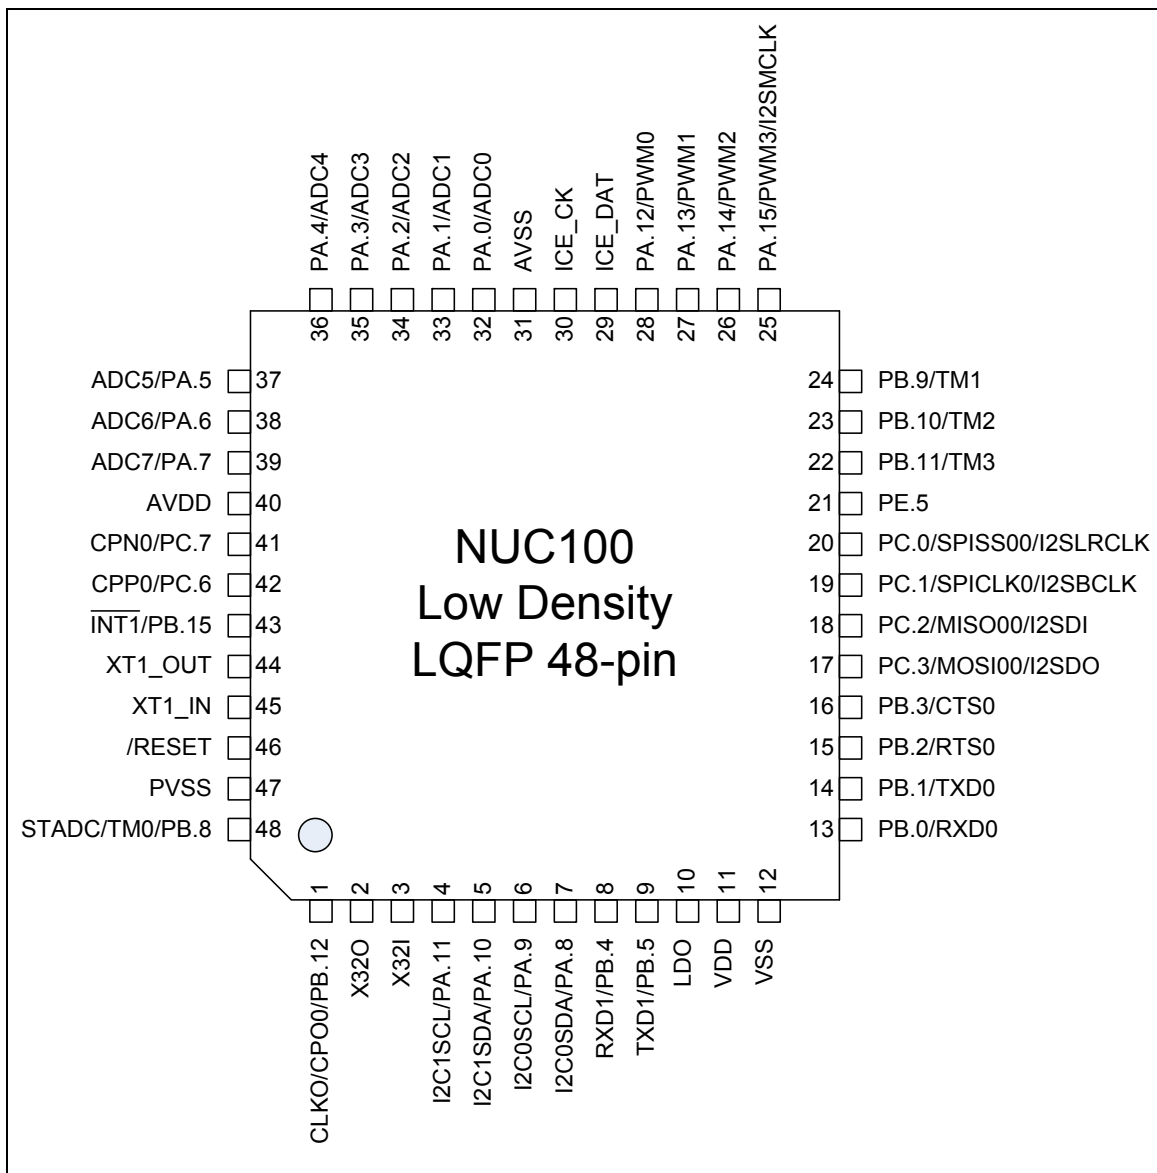 PA.4/ADC4
PA.3/ADC3
PA.2/ADC2
PA.1/ADC1
PA.0/ADC0
AVSS
ICE_CK
ICE_DAT
PA.12/PWM0
PA.13/PWM1
PA.14/PWM2
PA.15/PWM3/I2SMCLK
36 35 34 33 32 31 30 29 28 27 26 25
ADC5/PA.5 37
ADC6/PA.6 38
ADC7/PA.7 39
AVDD 40
CPN0/PC.7 41
CPP0/PC.6 42
INT1/PB.15 43
XT1_OUT 44
XT1_IN 45
/RESET 46
PVSS 47
STADC/TM0/PB.8 48
NUC100
Low Density
LQFP 48-pin
24 PB.9/TM1
23 PB.10/TM2
22 PB.11/TM3
21 PE.5
20 PC.0/SPISS00/I2SLRCLK
19 PC.1/SPICLK0/I2SBCLK
18 PC.2/MISO00/I2SDI
17 PC.3/MOSI00/I2SDO
16 PB.3/CTS0
15 PB.2/RTS0
14 PB.1/TXD0
13 PB.0/RXD0
1 2 3 4 5 6 7 8 9 10 11 12
CLKO/CPO0/PB.12
X32O
X32I
I2C1SCL/PA.11
I2C1SDA/PA.10
I2C0SCL/PA.9
I2C0SDA/PA.8
RXD1/PB.4
TXD1/PB.5
LDO
VDD
VSS